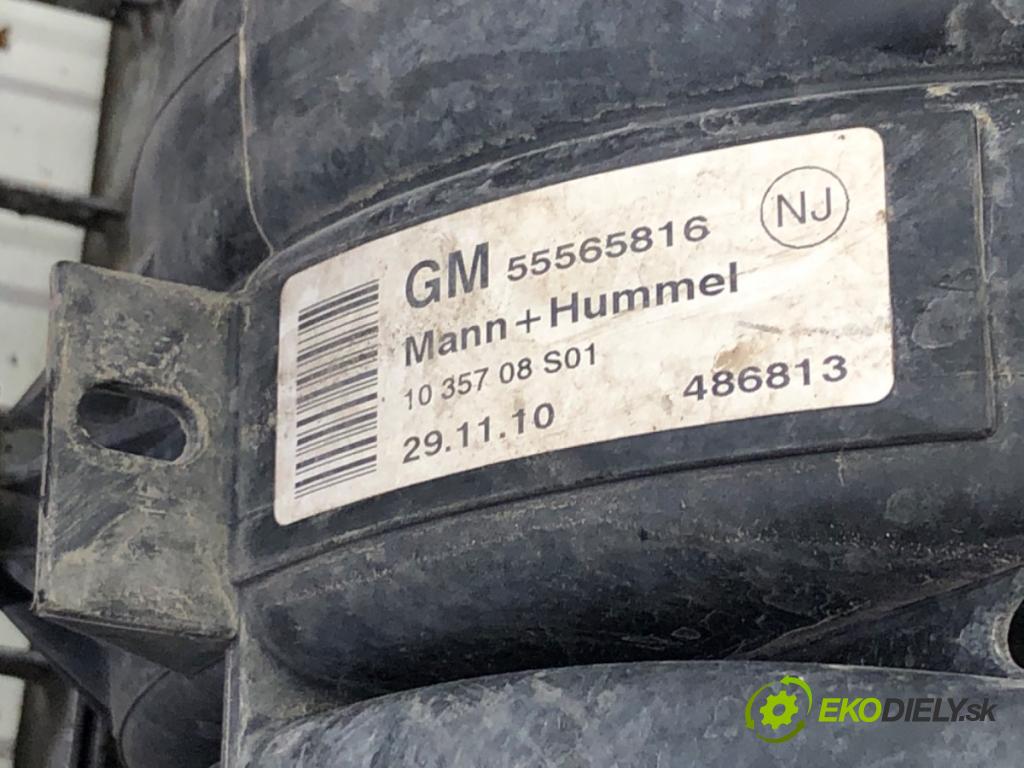 NJ
GM 55565816
Mann+Hummel
10 357 08 S01
29.11.10 486813
EKODIELY.sk